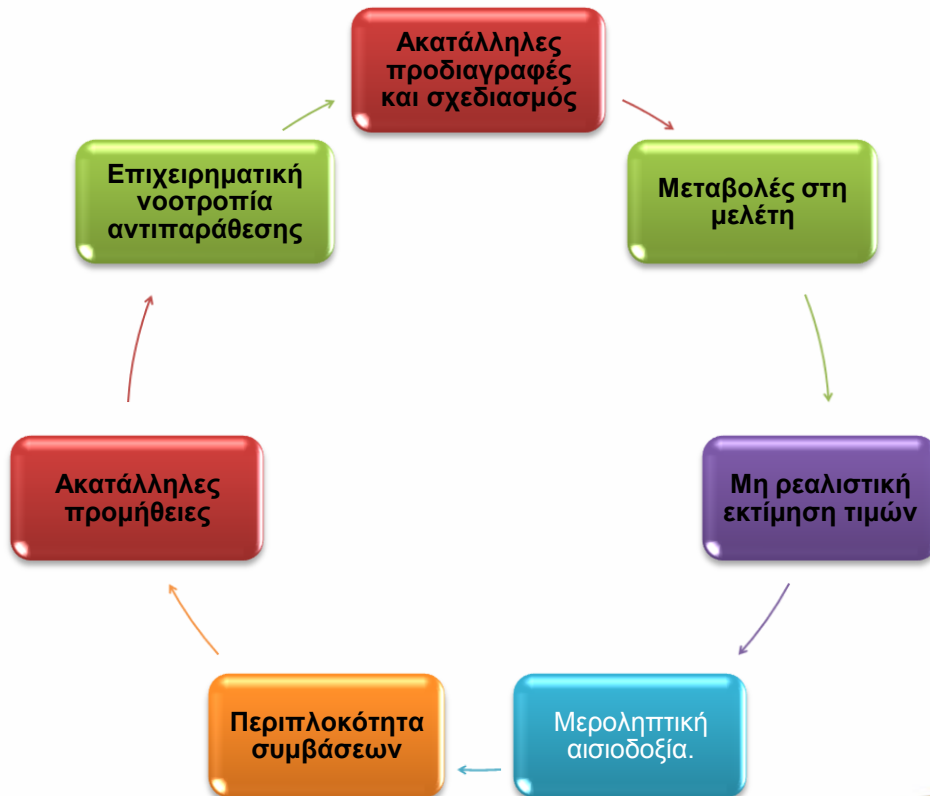 Ακατάλληλες
προδιαγραφές
και σχεδιασμός
Μεταβολές στη
μελέτη
Μη ρεαλιστική
εκτίμηση τιμών
Μεροληπτική
αισιοδοξία.
Περιπλοκότητα
συμβάσεων
Ακατάλληλες
προμήθειες
Επιχειρηματική
νοοτροπία
αντιπαράθεσης